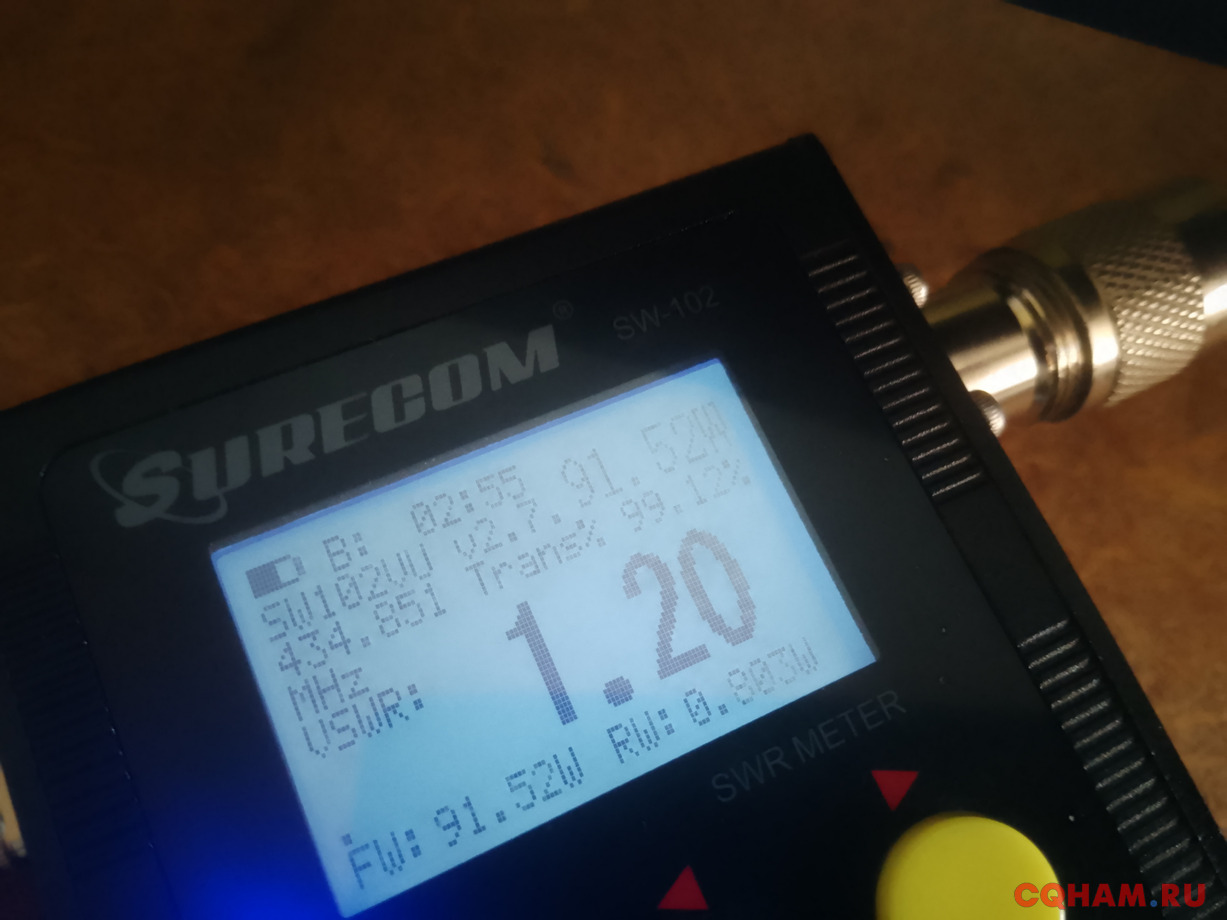 SURECOM®
SW-102
B: 02:55 91.52W
SW102UU v2.7.
434.851 Trans% 99.12%
MHz
VSWR: 1.20
FW: 91.52W RW: 0.803W
SWR METER
CQHAM.RU